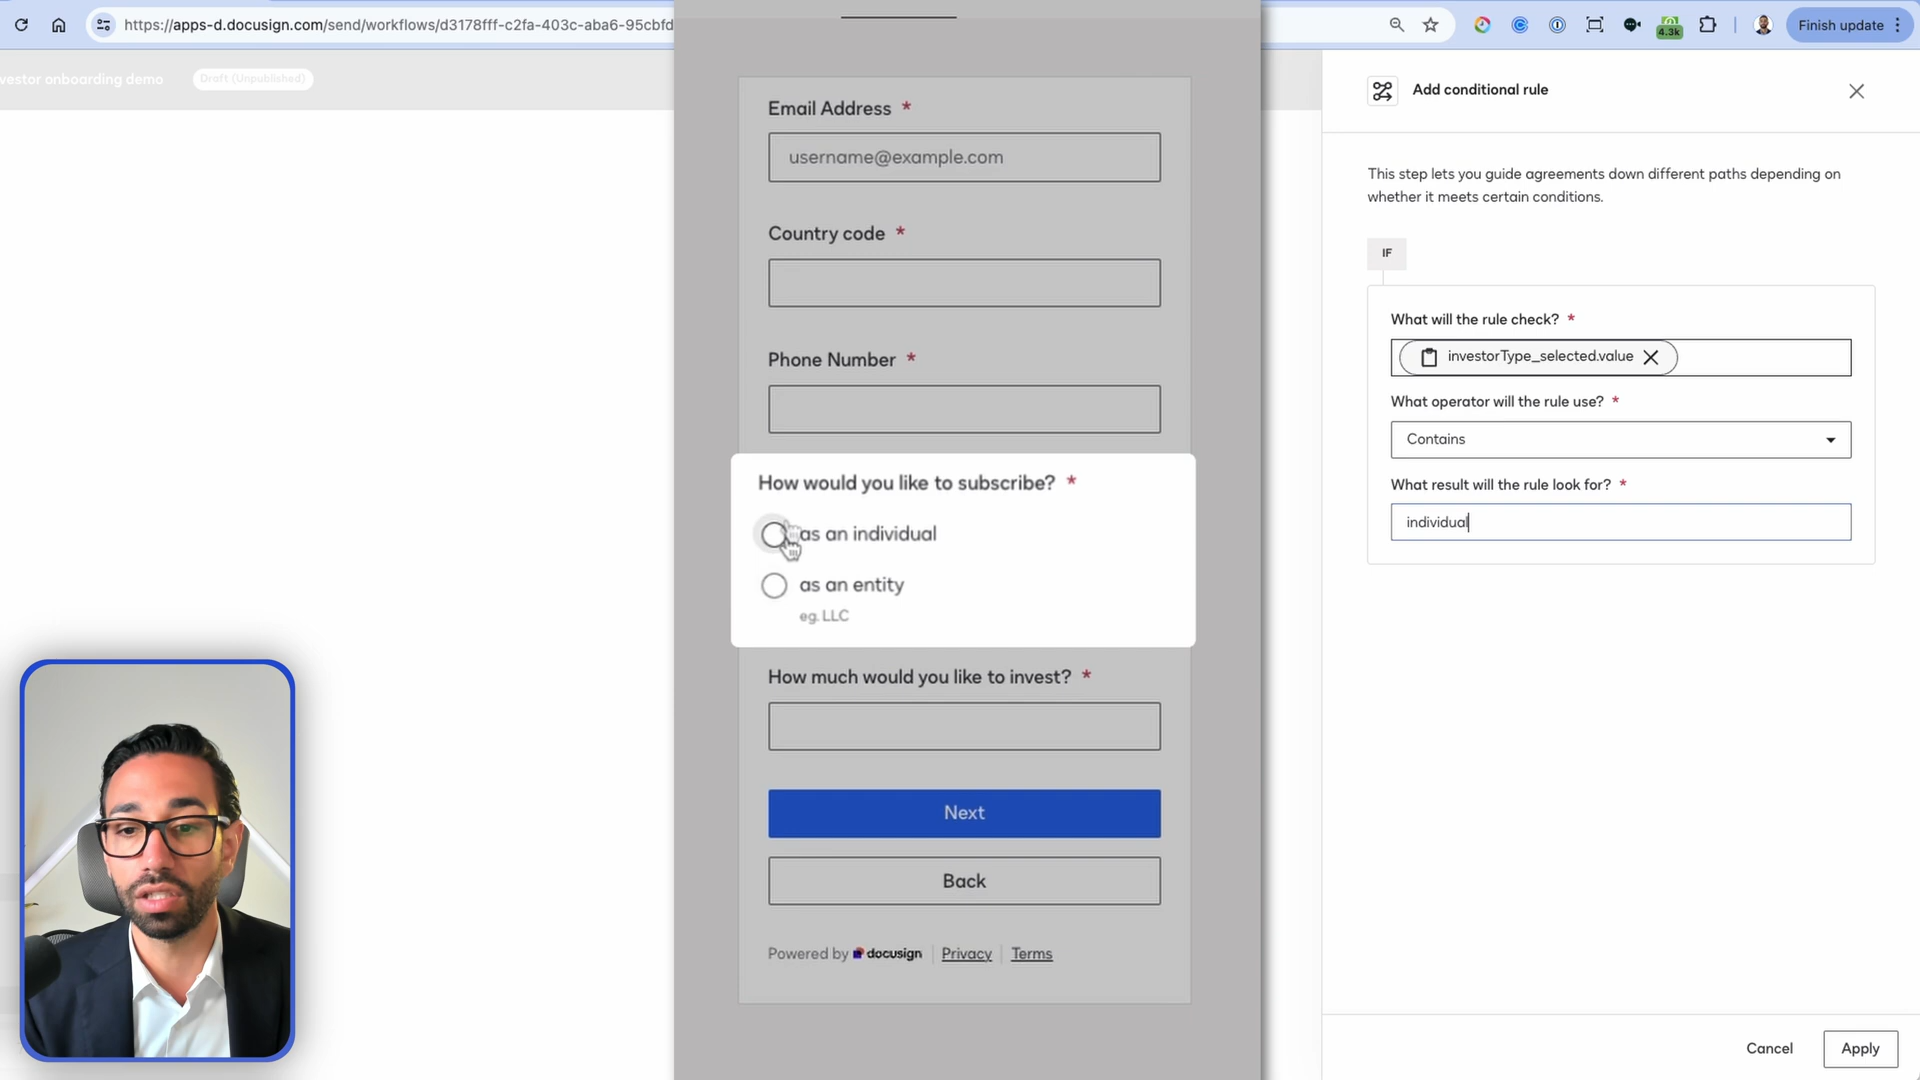 https://apps-d.docusign.com/send/workflows/d3178fff-c2fa-403c-aba6-95cbfd
4.3k
Finish update
vestor onboarding demo
Draft (Unpublished)
Email Address *
username@example.com
Country code *
Phone Number *
How would you like to subscribe? *
as an individual
as an entity
eg. LLC
How much would you like to invest? *
Next
Back
Powered by docusign
Privacy
Terms
Add conditional rule
This step lets you guide agreements down different paths depending on
whether it meets certain conditions.
IF
What will the rule check? *
investorType_selected.value
What operator will the rule use? *
Contains
What result will the rule look for? *
individual
Cancel
Apply